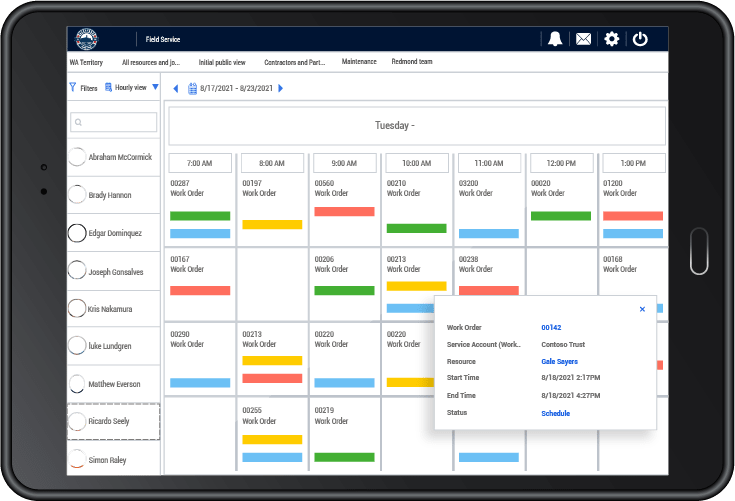 Field Service
WA Territory All resources and jo... Initial public view Contractors and Part... Maintenance Redmond team
Filters Hourly view 8/17/2021 - 8/23/2021
Tuesday -
7:00 AM 8:00 AM 9:00 AM 10:00 AM 11:00 AM 12:00 PM 1:00 PM
Abraham McCormick
Brady Hannon
Edgar Dominquez
Joseph Gonsalves
Kris Nakamura
luke Lundgren
Matthew Everson
Ricardo Seely
Simon Raley
00287 00197 00560 00210 03200 00020 01200
Work Order Work Order Work Order Work Order Work Order Work Order Work Order
00167 00206 00213 00238 00168
Work Order Work Order Work Order Work Order Work Order
00290 00213 00220 00220
Work Order Work Order Work Order Work Order
00255 00219
Work Order Work Order
Work Order 00142
Service Account (Work.. Contoso Trust
Resource Gale Sayers
Start Time 8/18/2021 2:17PM
End Time 8/18/2021 4:27PM
Status Schedule